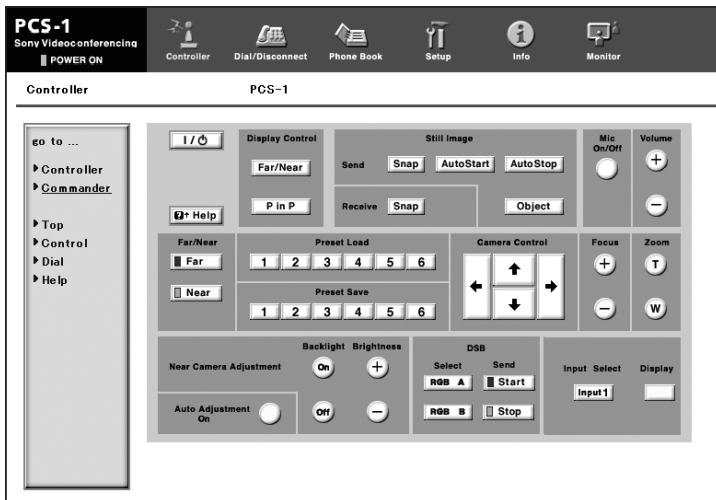 PCS-1
Sony Videoconferencing
POWER ON
Controller
Dial/Disconnect
Phone Book
Setup
Info
Monitor
Controller
PCS-1
go to ...
Controller
Commander
Top
Control
Dial
Help
I / ⏻
? Help
Display Control
Far/Near
P in P
Still Image
Send
Snap
AutoStart
AutoStop
Receive
Snap
Object
Mic
On/Off
Volume
+
−
Far/Near
Far
Near
Preset Load
1 2 3 4 5 6
Preset Save
1 2 3 4 5 6
Camera Control
Focus
+
−
Zoom
T
W
Near Camera Adjustment
Backlight
On
Off
Brightness
+
−
Auto Adjustment
On
DSB
Select
Send
RGB A
Start
RGB B
Stop
Input Select
Input1
Display